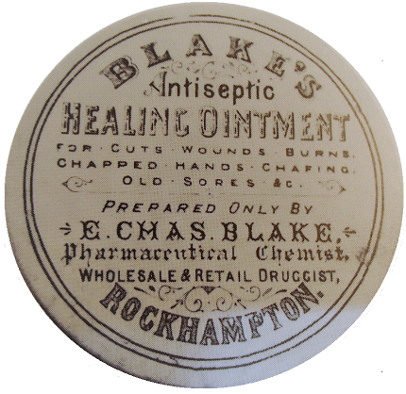 BLAKE'S
Antiseptic
HEALING OINTMENT
FOR · CUTS · WOUNDS · BURNS.
CHAPPED · HANDS · CHAFING.
OLD · SORES · &C.
PREPARED ONLY BY
E. CHAS. BLAKE,
Pharmaceutical Chemist,
WHOLESALE & RETAIL DRUGGIST,
ROCKHAMPTON.